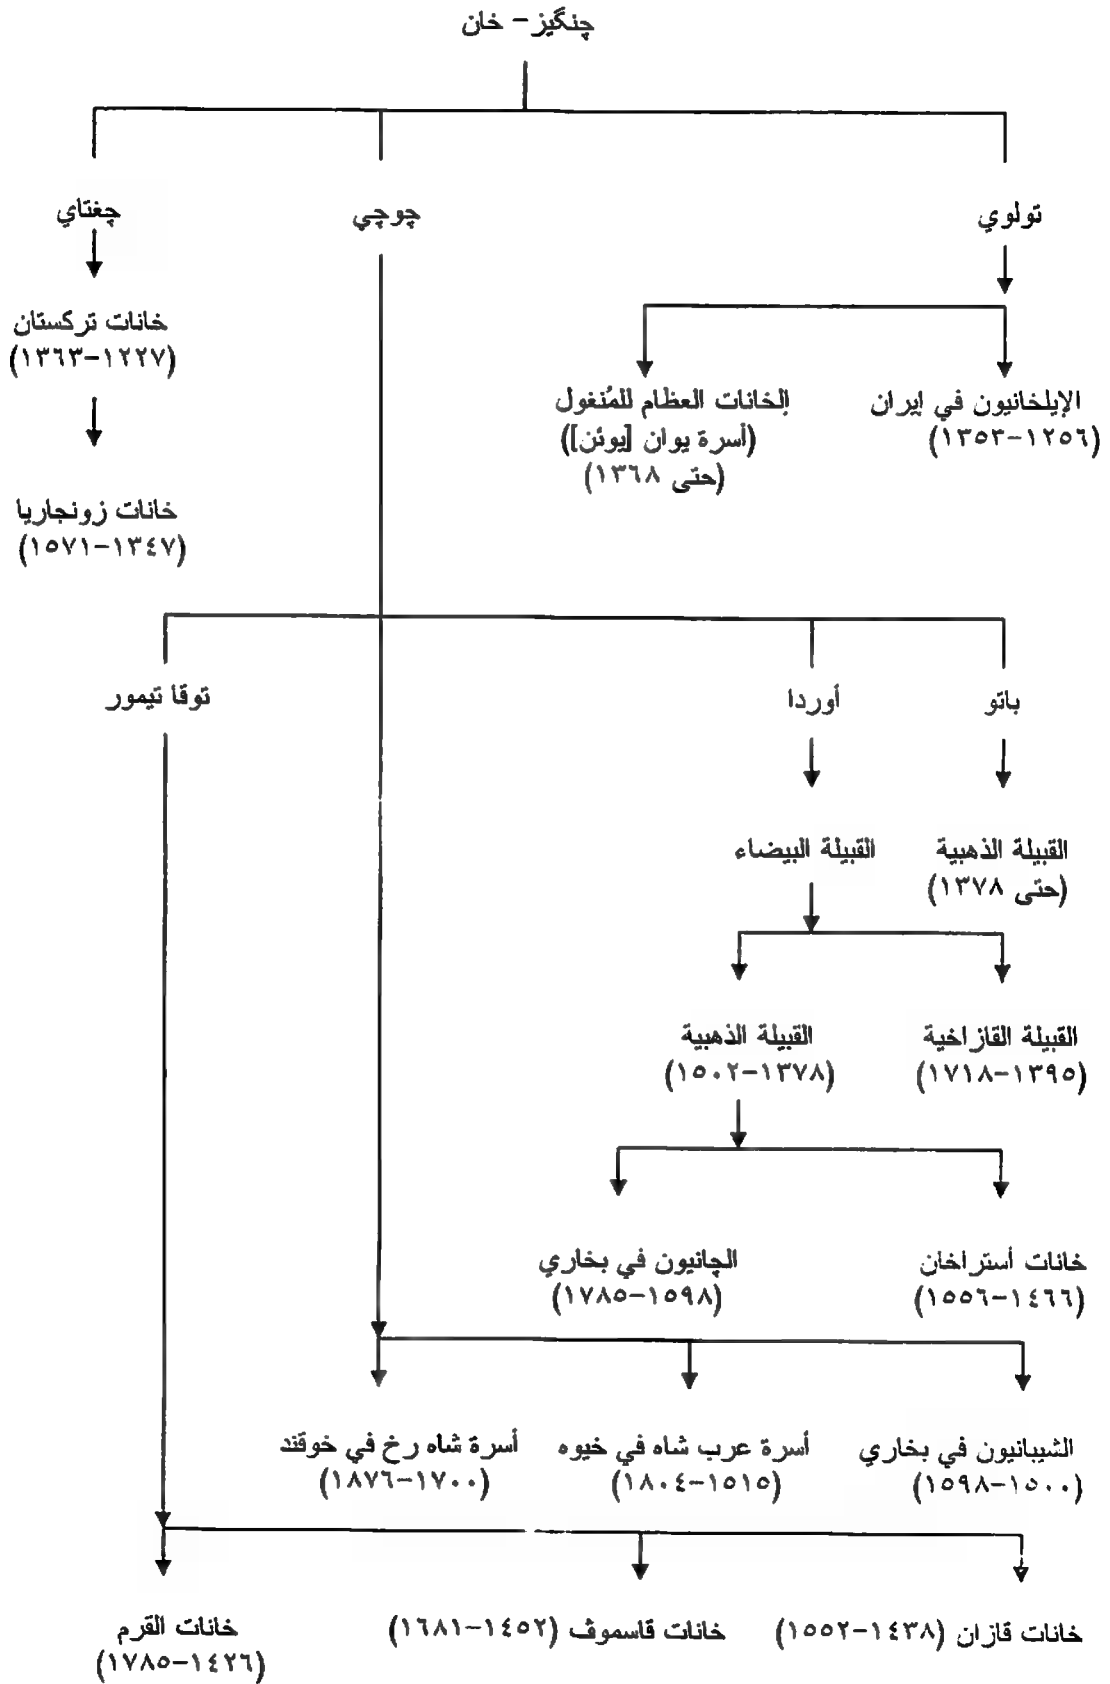 چنگيز- خان
تولوي
چوچي
چغتاي
خانات تركستان
(١٢٢٧-١٣٦٣)
الإيلخانيون في إيران
(١٢٥٦-١٣٥٣)
الخانات العظام للمُنغول
(أسرة يوان [يوئن])
(حتى ١٣٦٨)
خانات زونجاريا
(١٣٤٧-١٥٧١)
باتو
أوردا
توقا تيمور
القبيلة الذهبية
(حتى ١٣٧٨)
القبيلة البيضاء
القبيلة القازاخية
(١٣٩٥-١٧١٨)
القبيلة الذهبية
(١٣٧٨-١٥٠٢)
خانات أستراخان
(١٤٦٦-١٥٥٦)
الچانيون في بخاري
(١٥٩٨-١٧٨٥)
الشيبانيون في بخاري
(١٥٠٠-١٥٩٨)
أسرة عرب شاه في خيوه
(١٥١٥-١٨٠٤)
أسرة شاه رخ في خوقند
(١٧٠٠-١٨٧٦)
خانات قازان (١٤٣٨-١٥٥٢)
خانات قاسموڤ (١٤٥٢-١٦٨١)
خانات القرم
(١٤٢٦-١٧٨٥)